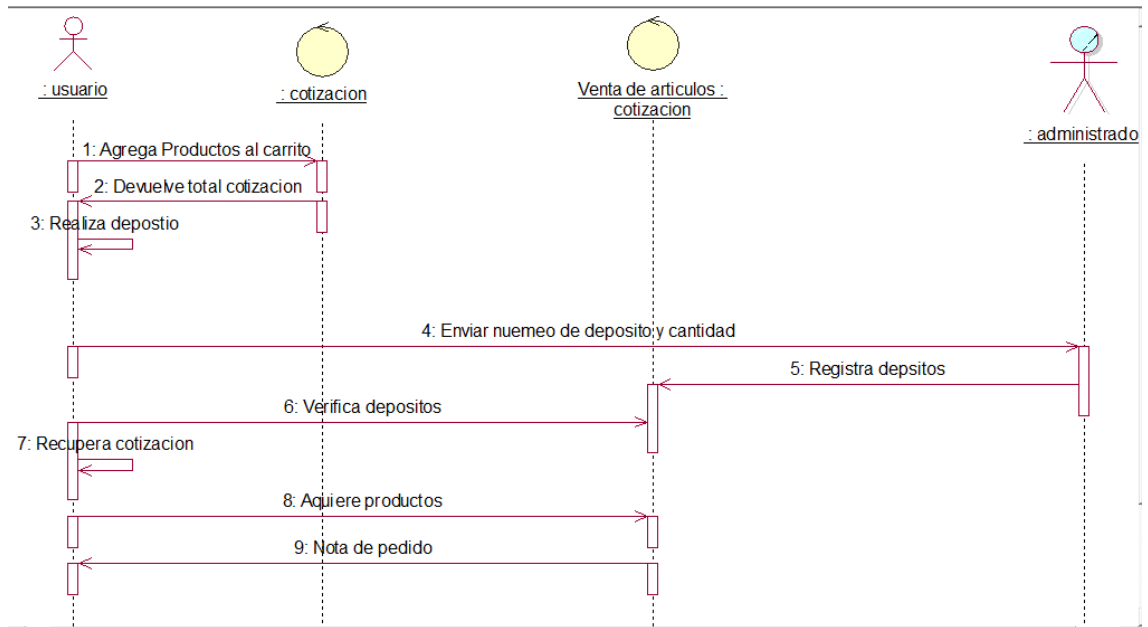 : usuario
: cotizacion
Venta de articulos :
cotizacion
: administrado
1: Agrega Productos al carrito
2: Devuelve total cotizacion
3: Realiza depostio
4: Enviar nuemeo de deposito y cantidad
5: Registra depsitos
6: Verifica depositos
7: Recupera cotizacion
8: Aquiere productos
9: Nota de pedido